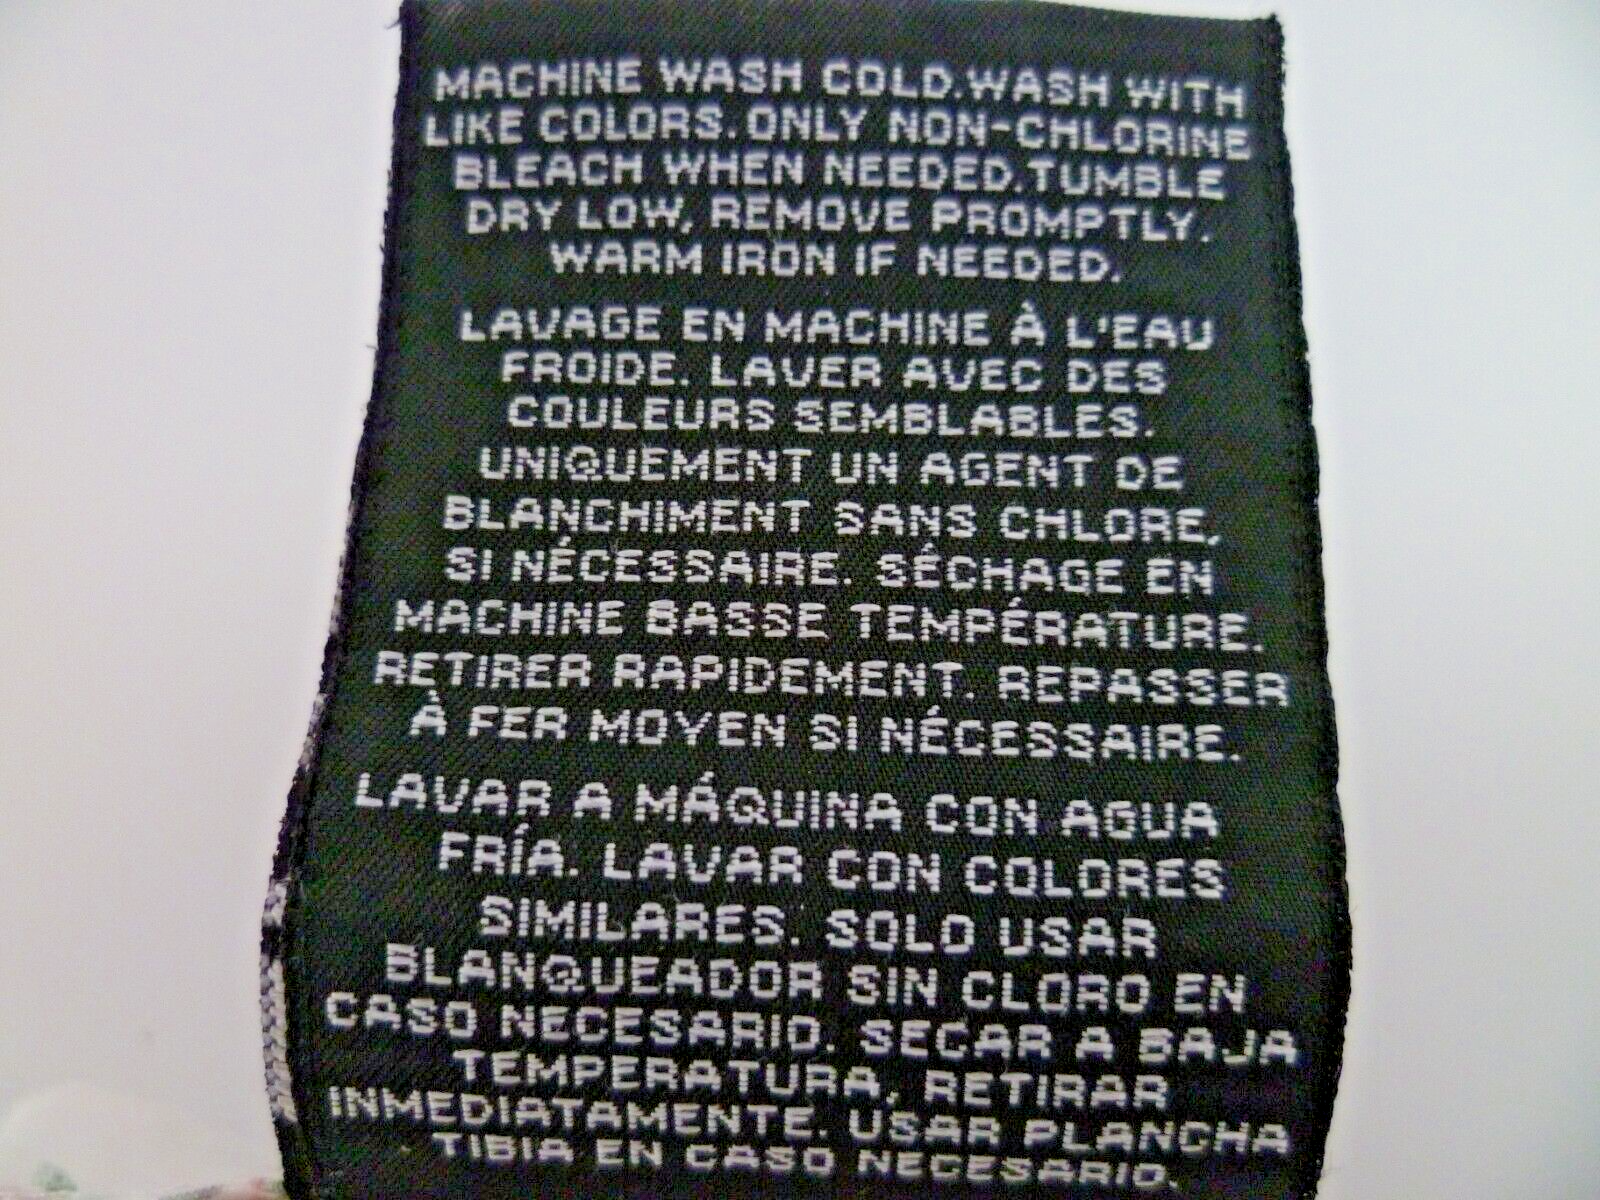 MACHINE WASH COLD.WASH WITH
LIKE COLORS.ONLY NON-CHLORINE
BLEACH WHEN NEEDED.TUMBLE
DRY LOW, REMOVE PROMPTLY.
WARM IRON IF NEEDED.
LAVAGE EN MACHINE À L'EAU
FROIDE. LAVER AVEC DES
COULEURS SEMBLABLES.
UNIQUEMENT UN AGENT DE
BLANCHIMENT SANS CHLORE,
SI NÉCESSAIRE. SÉCHAGE EN
MACHINE BASSE TEMPÉRATURE.
RETIRER RAPIDEMENT. REPASSER
À FER MOYEN SI NÉCESSAIRE.
LAVAR A MÁQUINA CON AGUA
FRÍA. LAVAR CON COLORES
SIMILARES. SOLO USAR
BLANQUEADOR SIN CLORO EN
CASO NECESARIO. SECAR A BAJA
TEMPERATURA, RETIRAR
INMEDIATAMENTE. USAR PLANCHA
TIBIA EN CASO NECESARIO.